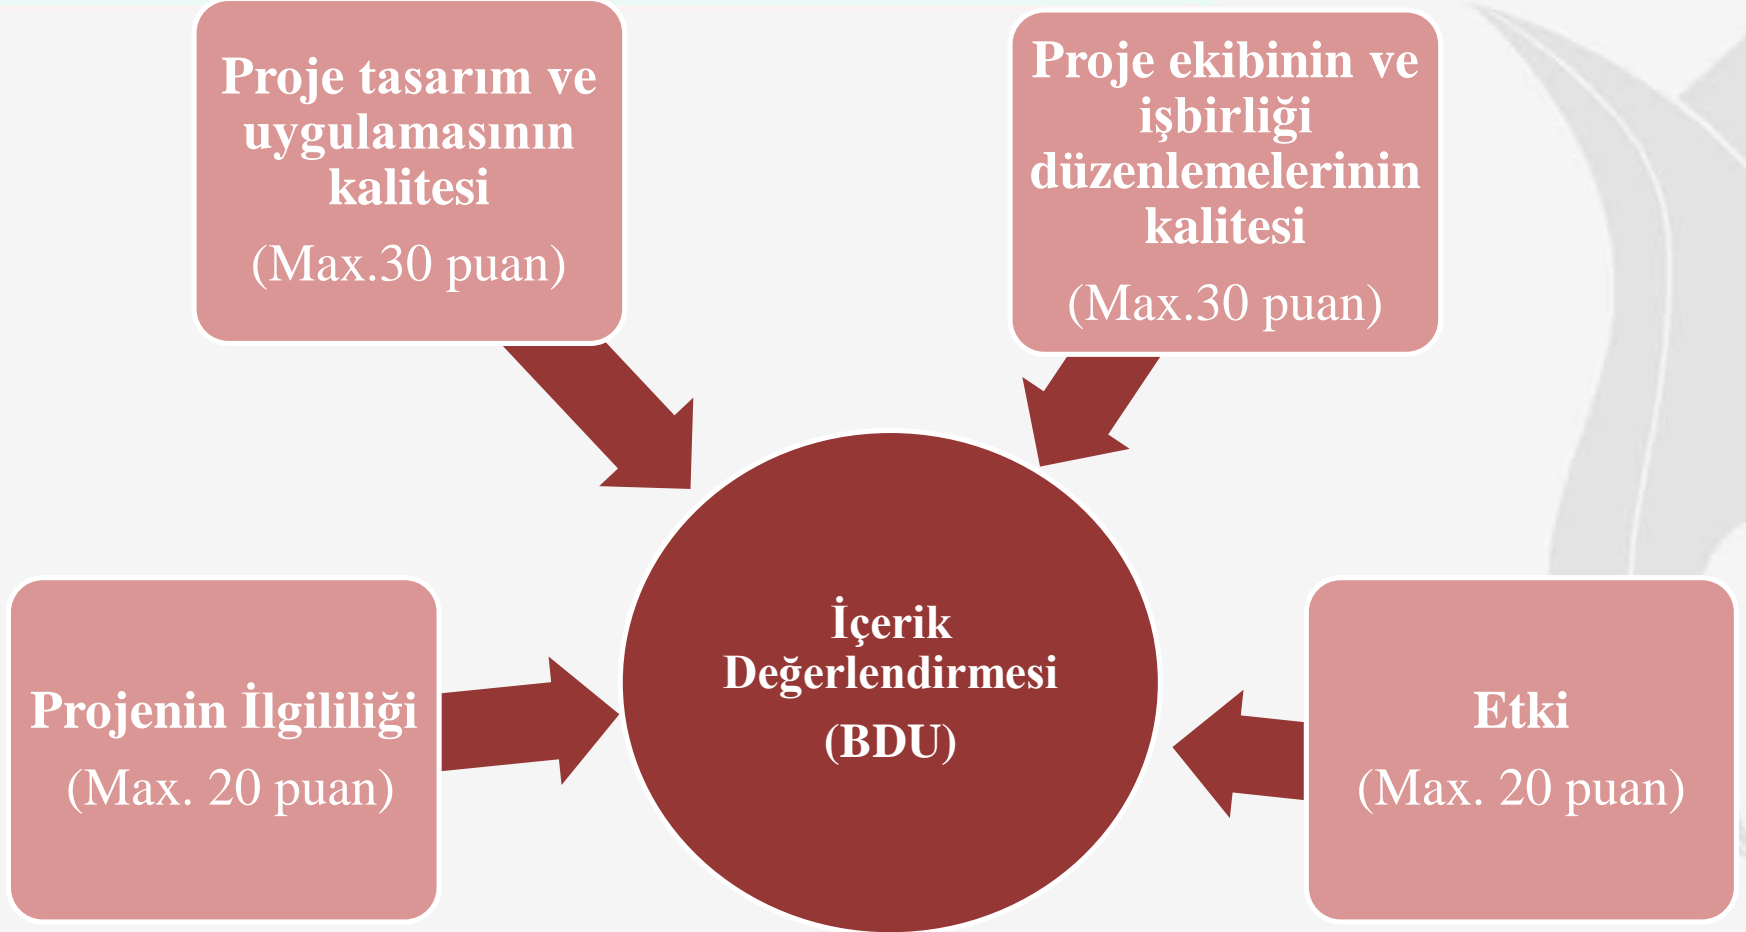 Proje tasarım ve
uygulamasının
kalitesi
(Max.30 puan)
Proje ekibinin ve
işbirliği
düzenlemelerinin
kalitesi
(Max.30 puan)
Projenin İlgililiği
(Max. 20 puan)
İçerik
Değerlendirmesi
(BDU)
Etki
(Max. 20 puan)